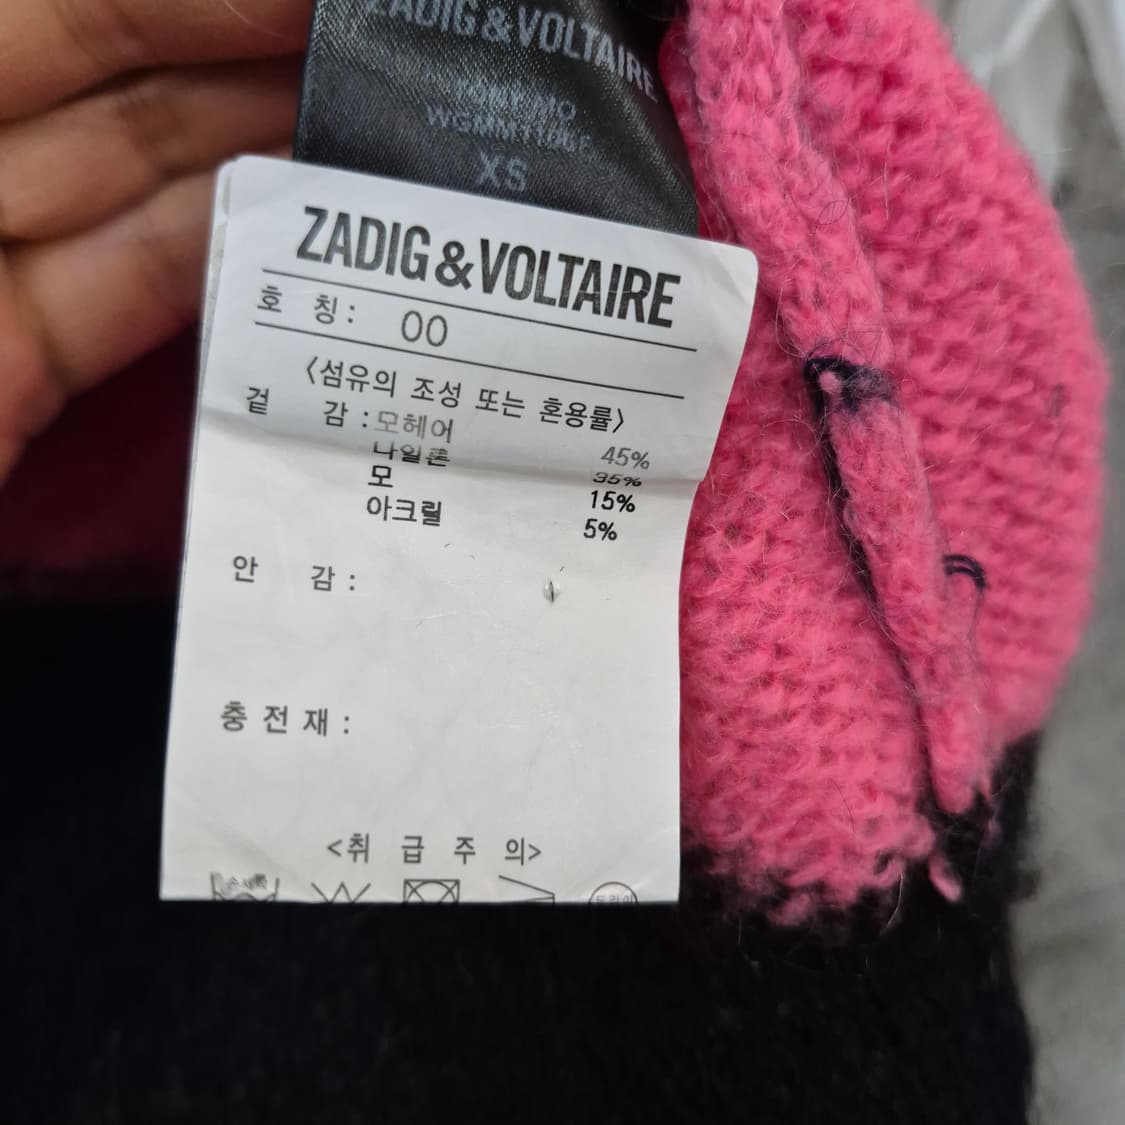 ZADIG & VOLTAIRE
XS
ZADIG & VOLTAIRE
호 칭 : 00
<섬유의 조성 또는 혼용률>
겉 감 : 모헤어 45%
나일론 35%
모 15%
아크릴 5%
안 감 :
충 전 재 :
<취 급 주 의>